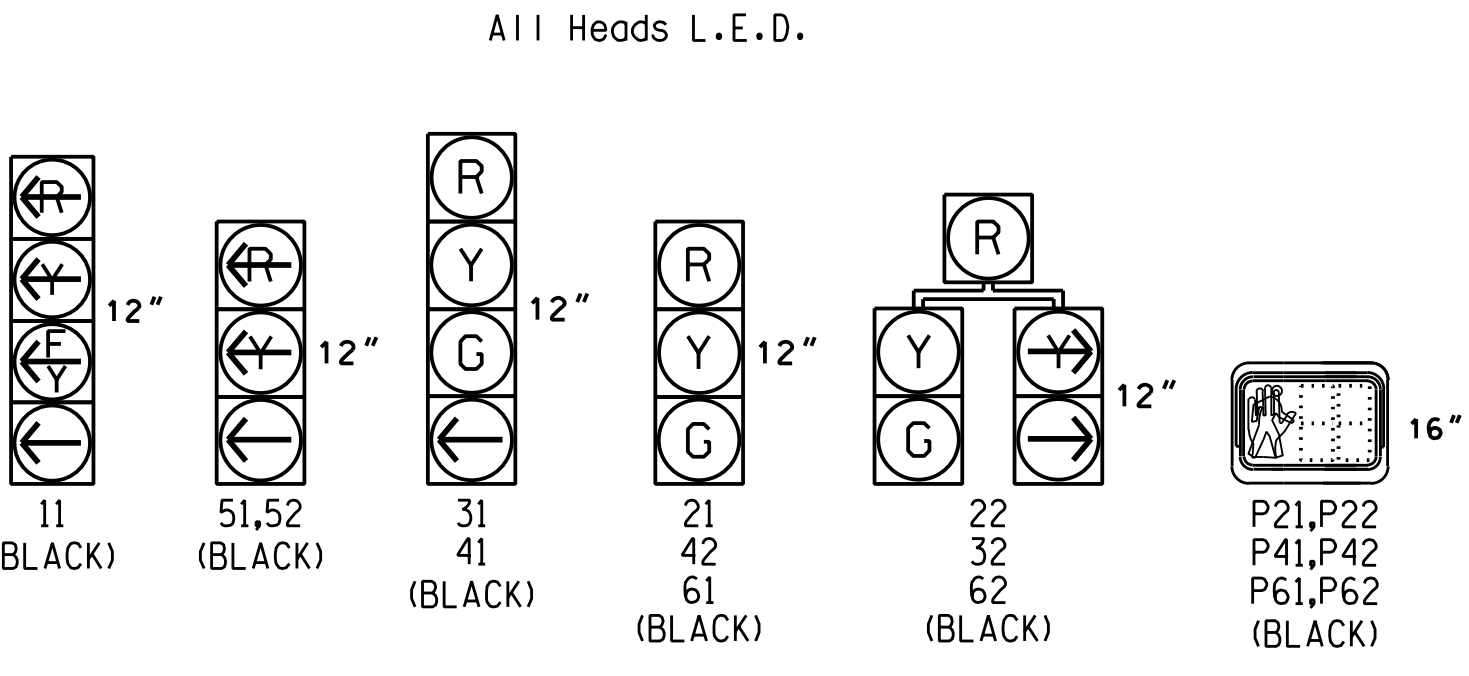 All Heads L.E.D.
R
Y
F
Y
12"
11
BLACK)
R
Y
12"
51,52
(BLACK)
R
Y
G
12"
31
41
(BLACK)
R
Y
G
12"
21
42
61
(BLACK)
R
Y
Y
G
12"
22
32
62
(BLACK)
16"
P21,P22
P41,P42
P61,P62
(BLACK)